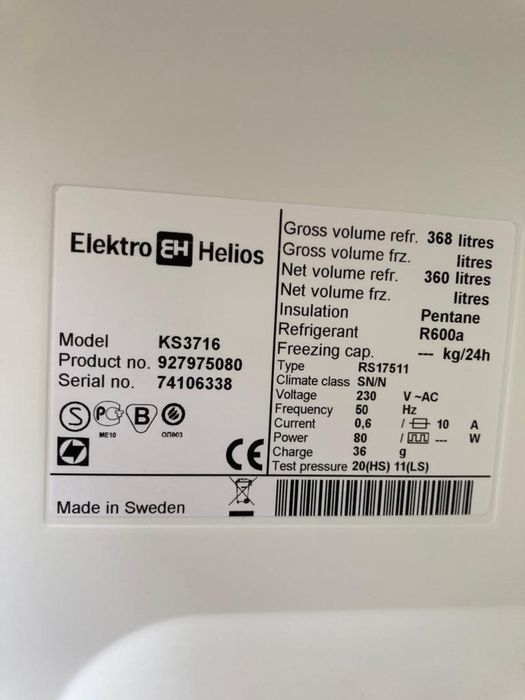 Elektro EH Helios
Model KS3716
Product no. 927975080
Serial no. 74106338
S PC B
ME10 ОП003
CE
Made in Sweden
Gross volume refr. 368 litres
Gross volume frz. litres
Net volume refr. 360 litres
Net volume frz. litres
Insulation Pentane
Refrigerant R600a
Freezing cap. --- kg/24h
Type RS17511
Climate class SN/N
Voltage 230 V ~AC
Frequency 50 Hz
Current 0,6 / 10 A
Power 80 / --- W
Charge 36 g
Test pressure 20(HS) 11(LS)